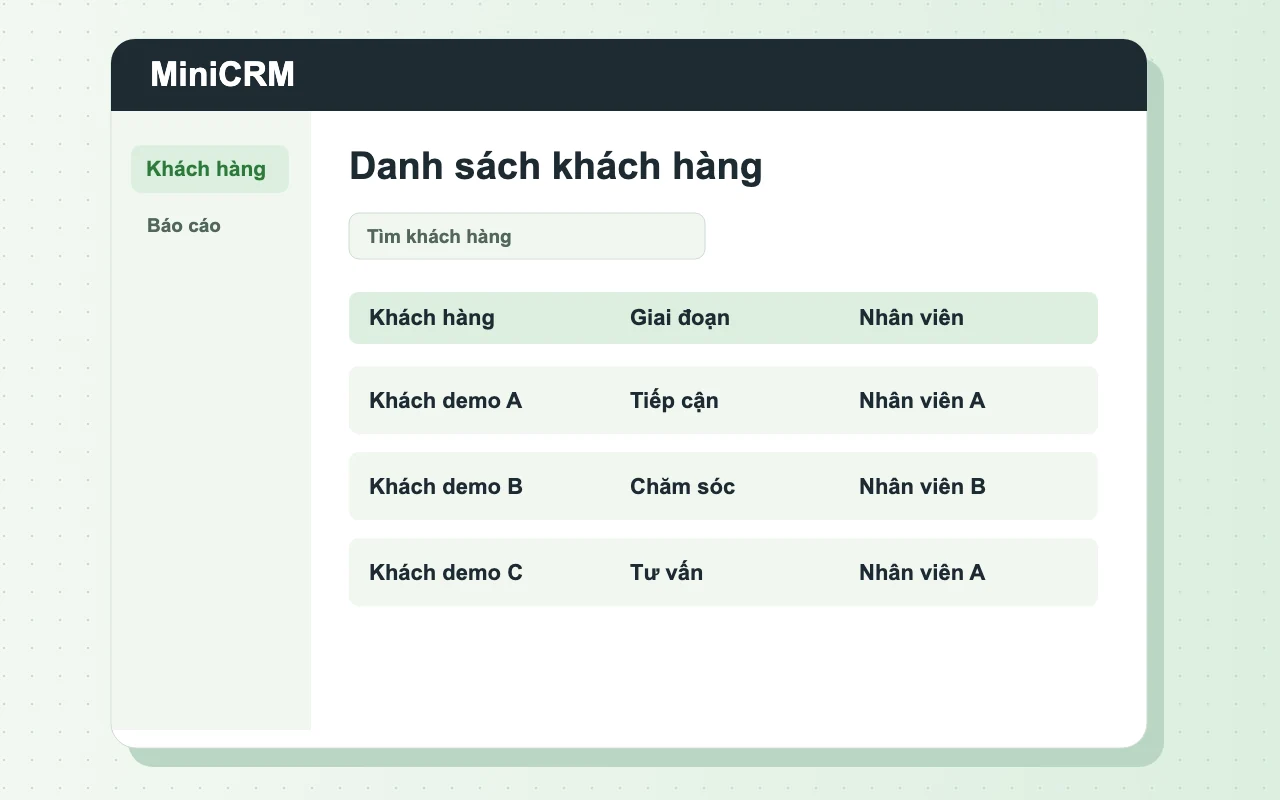 MiniCRM
Khách hàng
Báo cáo
Danh sách khách hàng
Tìm khách hàng
Khách hàng Giai đoạn Nhân viên
Khách demo A Tiếp cận Nhân viên A
Khách demo B Chăm sóc Nhân viên B
Khách demo C Tư vấn Nhân viên A